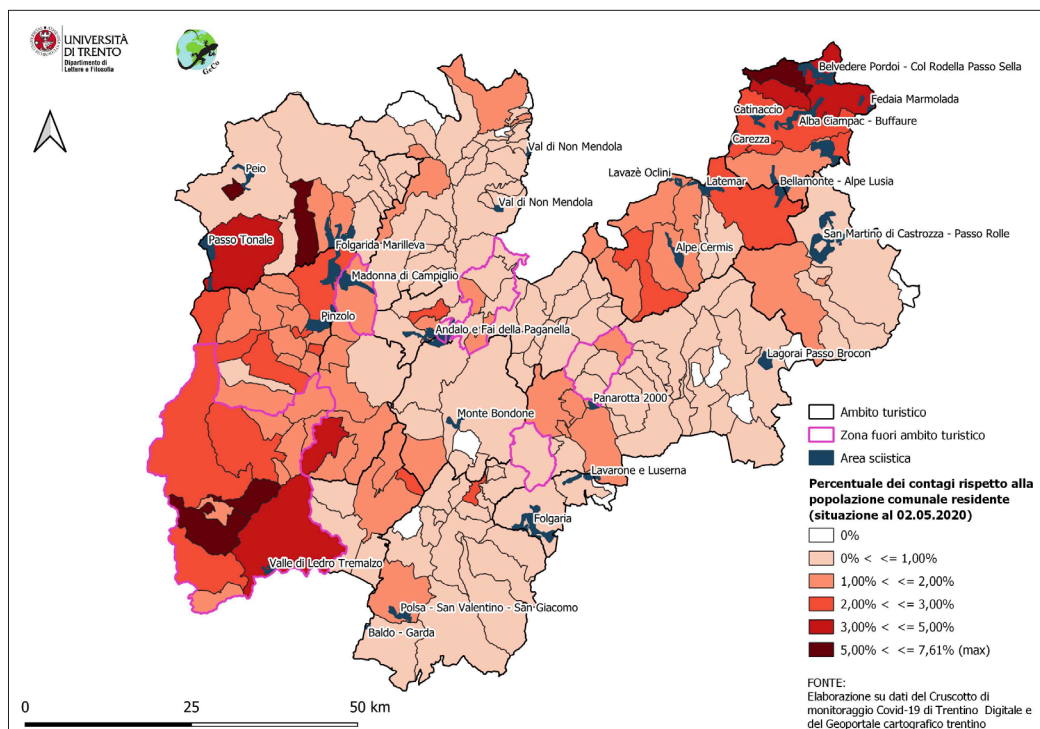 UNIVERSITÀ
DI TRENTO
Dipartimento di
Lettere e Filosofia
GeCo
Belvedere Pordoi - Col Rodella Passo Sella
Fedaia Marmolada
Catinaccio
Alba Ciampac - Buffaure
Carezza
Val di Non Mendola
Peio
Lavazè Oclini
Latemar
Bellamonte - Alpe Lusia
Val di Non Mendola
Passo Tonale
Folgarida Marilleva
Alpe Cermis
San Martino di Castrozza - Passo Rolle
Madonna di Campiglio
Pinzolo
Andalo e Fai della Paganella
Lagorai Passo Brocon
Panarotta 2000
Monte Bondone
Lavarone e Luserna
Folgaria
Valle di Ledro Tremalzo
Polsa - San Valentino - San Giacomo
Baldo - Garda
Ambito turistico
Zona fuori ambito turistico
Area sciistica
Percentuale dei contagi rispetto alla
popolazione comunale residente
(situazione al 02.05.2020)
0%
0% < <= 1,00%
1,00% < <= 2,00%
2,00% < <= 3,00%
3,00% < <= 5,00%
5,00% < <= 7,61% (max)
FONTE:
Elaborazione su dati del Cruscotto di
monitoraggio Covid-19 di Trentino Digitale e
del Geoportale cartografico trentino
0 25 50 km